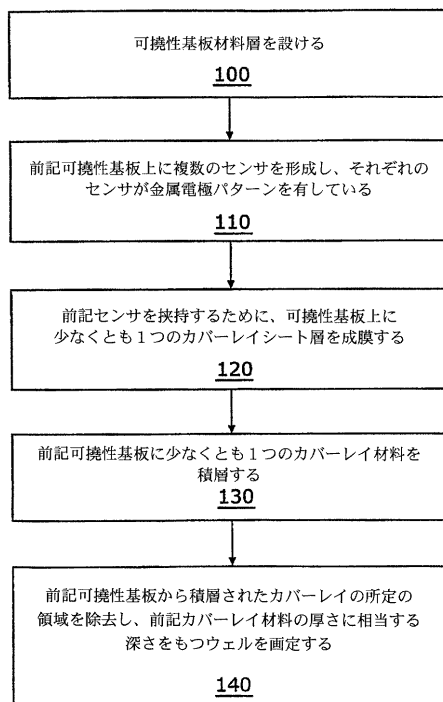 可撓性基板材料層を設ける
100
前記可撓性基板上に複数のセンサを形成し、それぞれの
センサが金属電極パターンを有している
110
前記センサを挟持するために、可撓性基板上に
少なくとも1つのカバーレイシート層を成膜する
120
前記可撓性基板に少なくとも1つのカバーレイ材料を
積層する
130
前記可撓性基板から積層されたカバーレイの所定の
領域を除去し、前記カバーレイ材料の厚さに相当する
深さをもつウェルを画定する
140